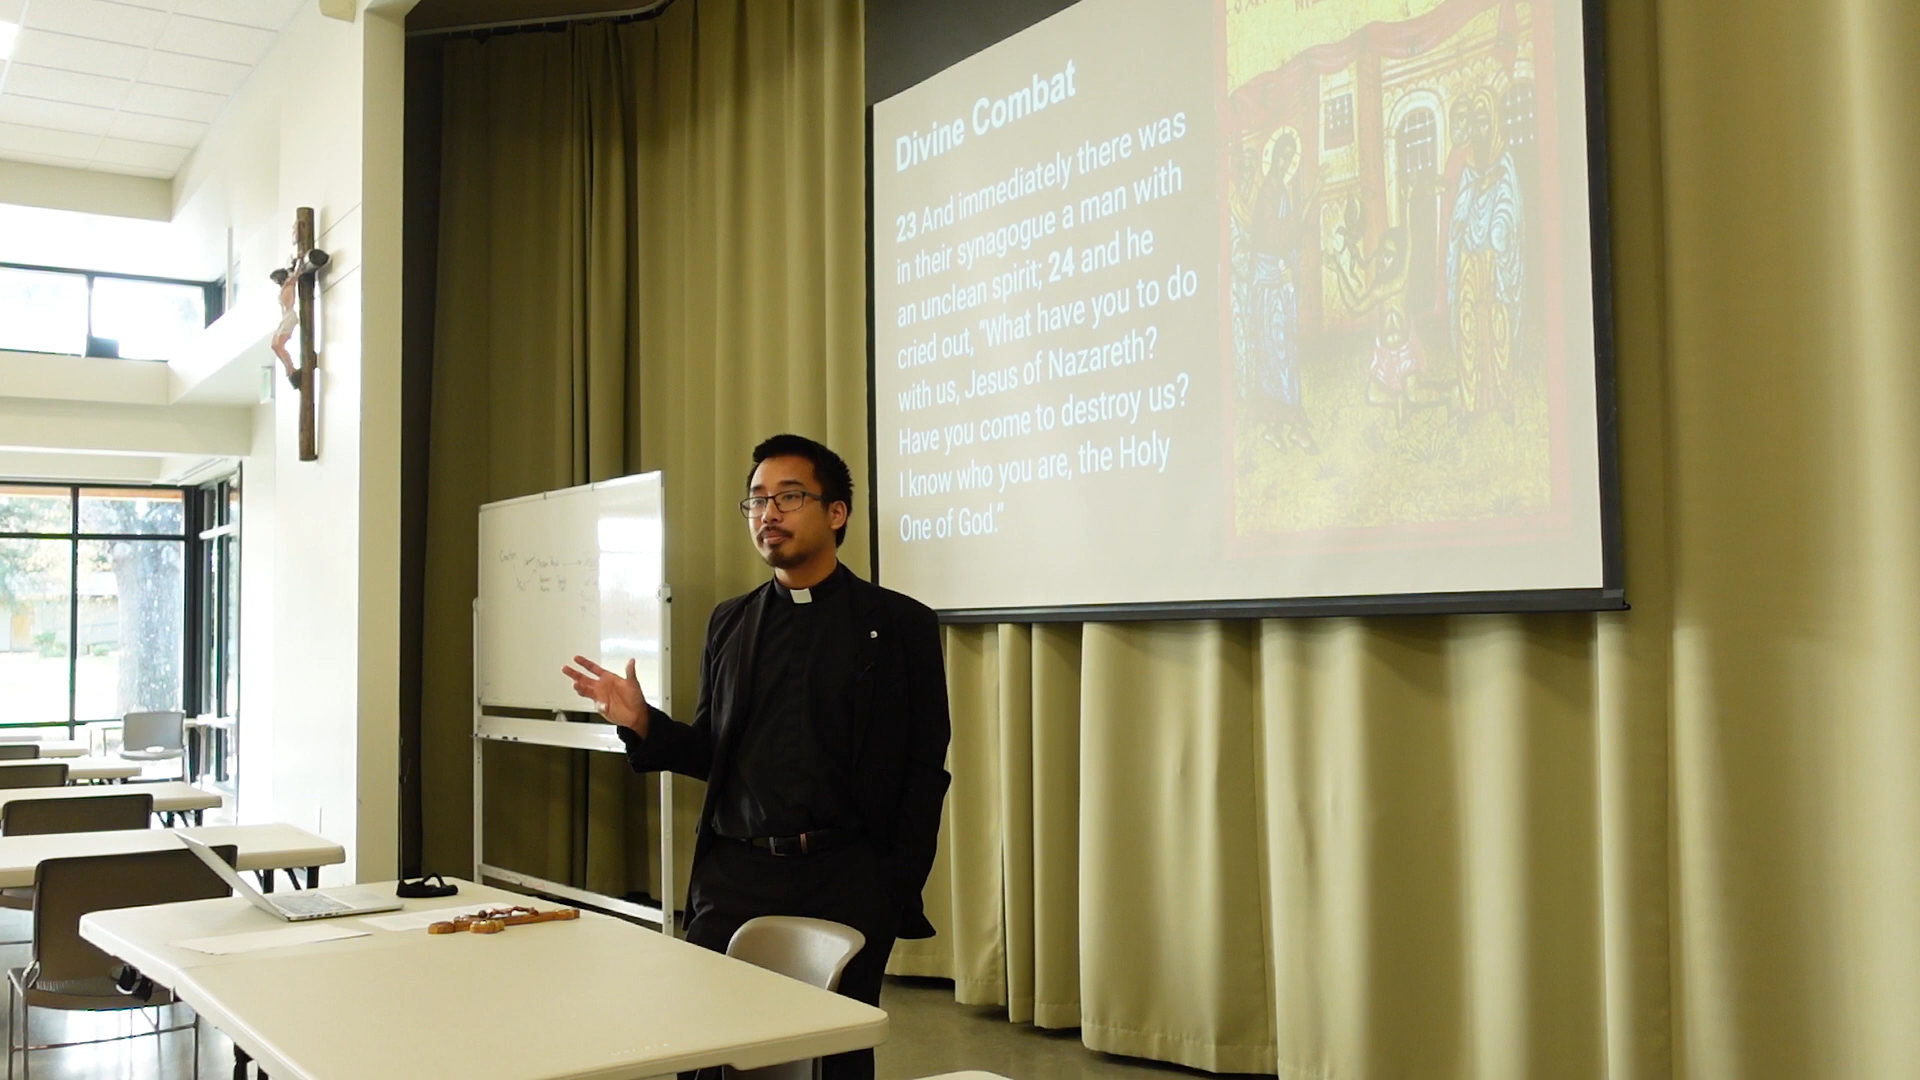 Divine Combat
23 And immediately there was
in their synagogue a man with
an unclean spirit; 24 and he
cried out, “What have you to do
with us, Jesus of Nazareth?
Have you come to destroy us?
I know who you are, the Holy
One of God.”